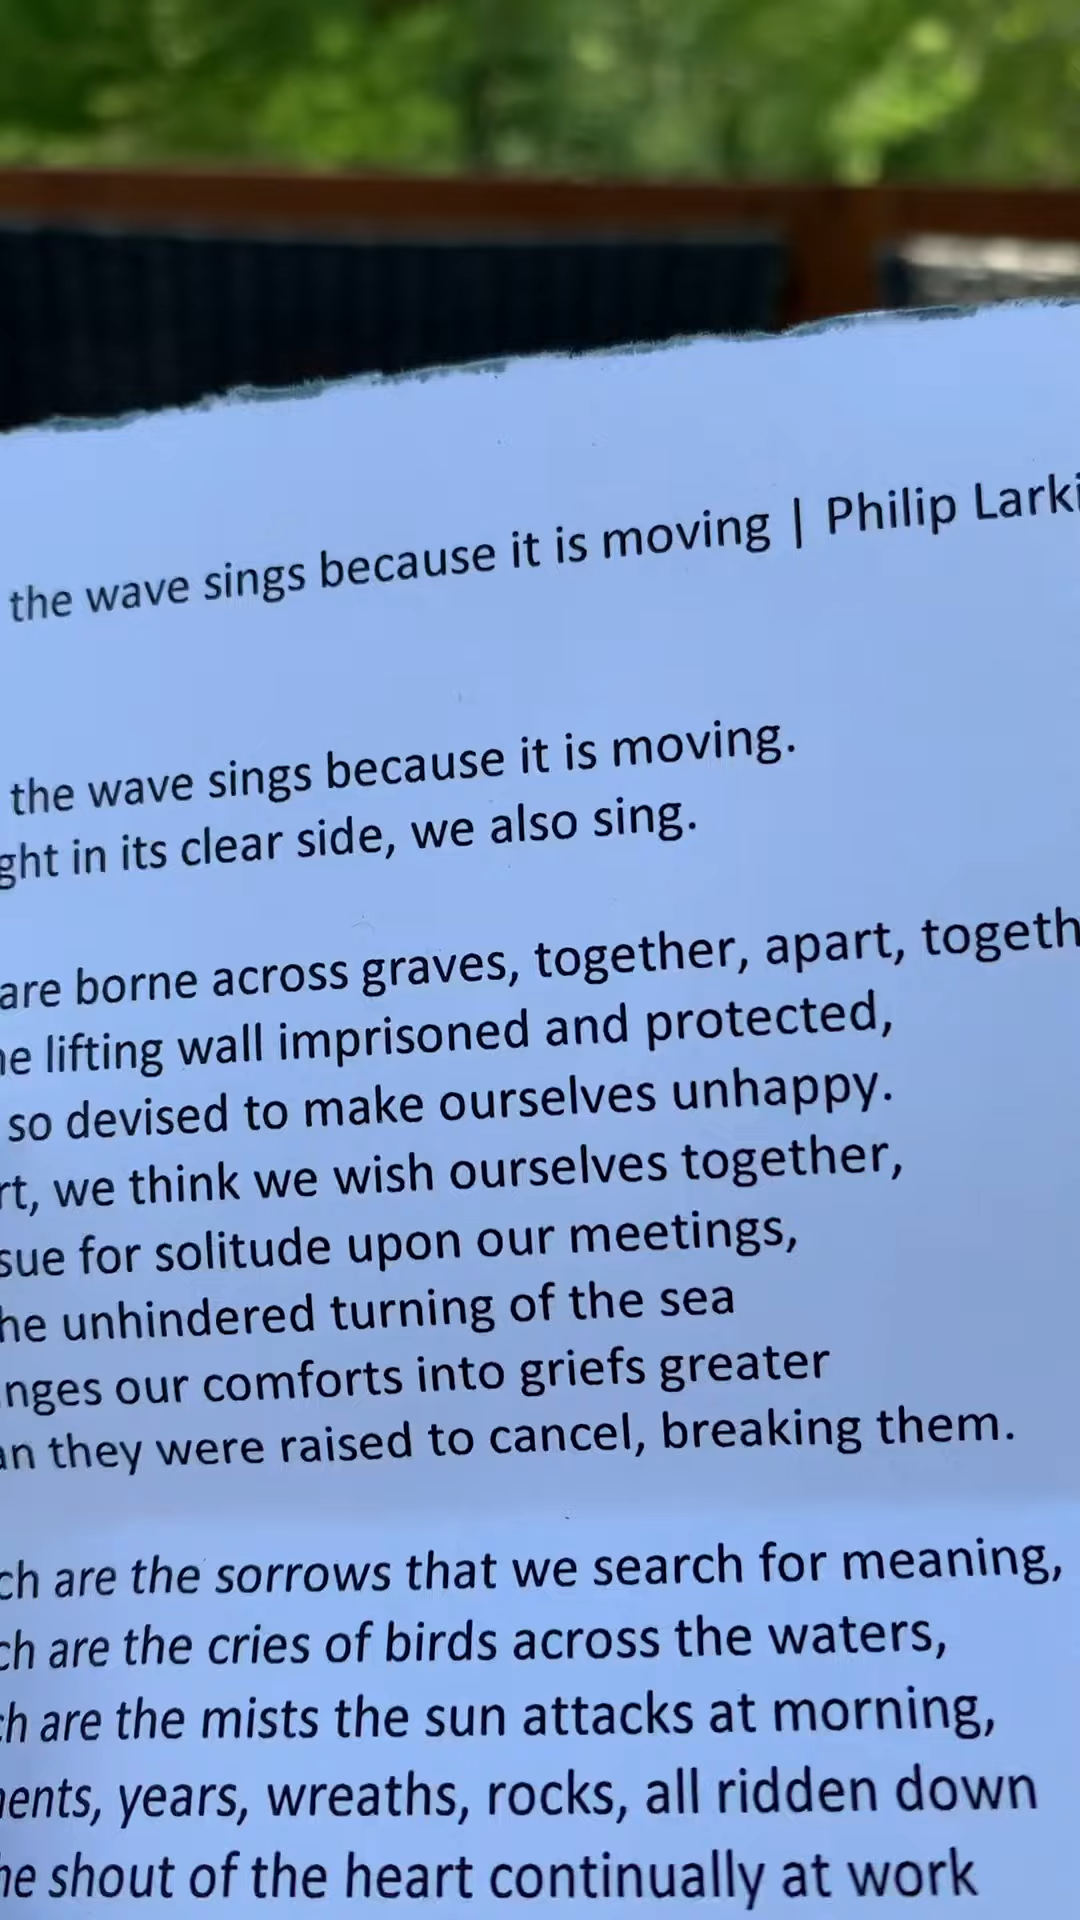 the wave sings because it is moving | Philip Larki
the wave sings because it is moving.
ght in its clear side, we also sing.
are borne across graves, together, apart, togeth
he lifting wall imprisoned and protected,
so devised to make ourselves unhappy.
rt, we think we wish ourselves together,
sue for solitude upon our meetings,
he unhindered turning of the sea
nges our comforts into griefs greater
an they were raised to cancel, breaking them.
ch are the sorrows that we search for meaning,
ch are the cries of birds across the waters,
ch are the mists the sun attacks at morning,
ents, years, wreaths, rocks, all ridden down
he shout of the heart continually at work